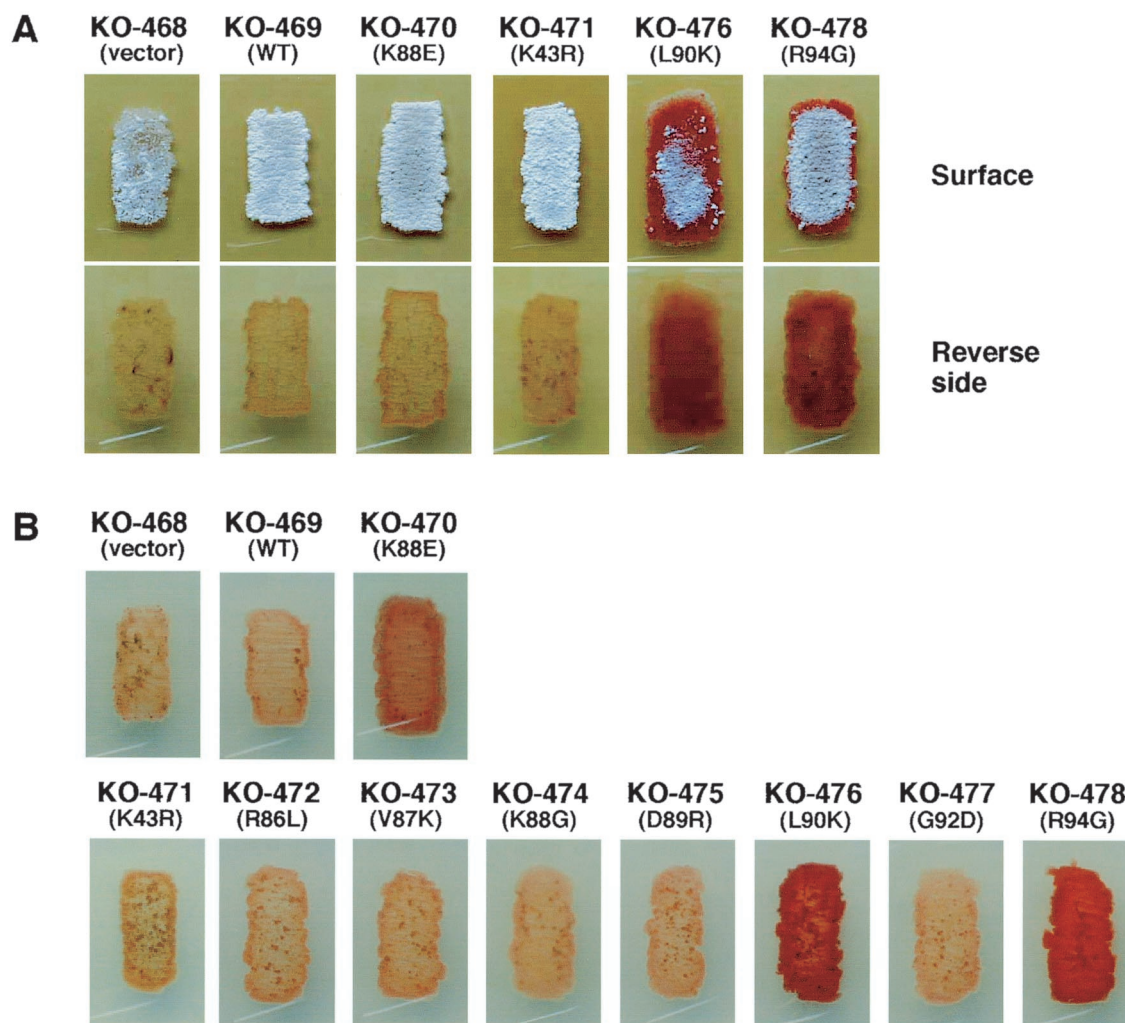 A
KO-468 KO-469 KO-470 KO-471 KO-476 KO-478
(vector) (WT) (K88E) (K43R) (L90K) (R94G)
Surface
Reverse
side
B
KO-468 KO-469 KO-470
(vector) (WT) (K88E)
KO-471 KO-472 KO-473 KO-474 KO-475 KO-476 KO-477 KO-478
(K43R) (R86L) (V87K) (K88G) (D89R) (L90K) (G92D) (R94G)